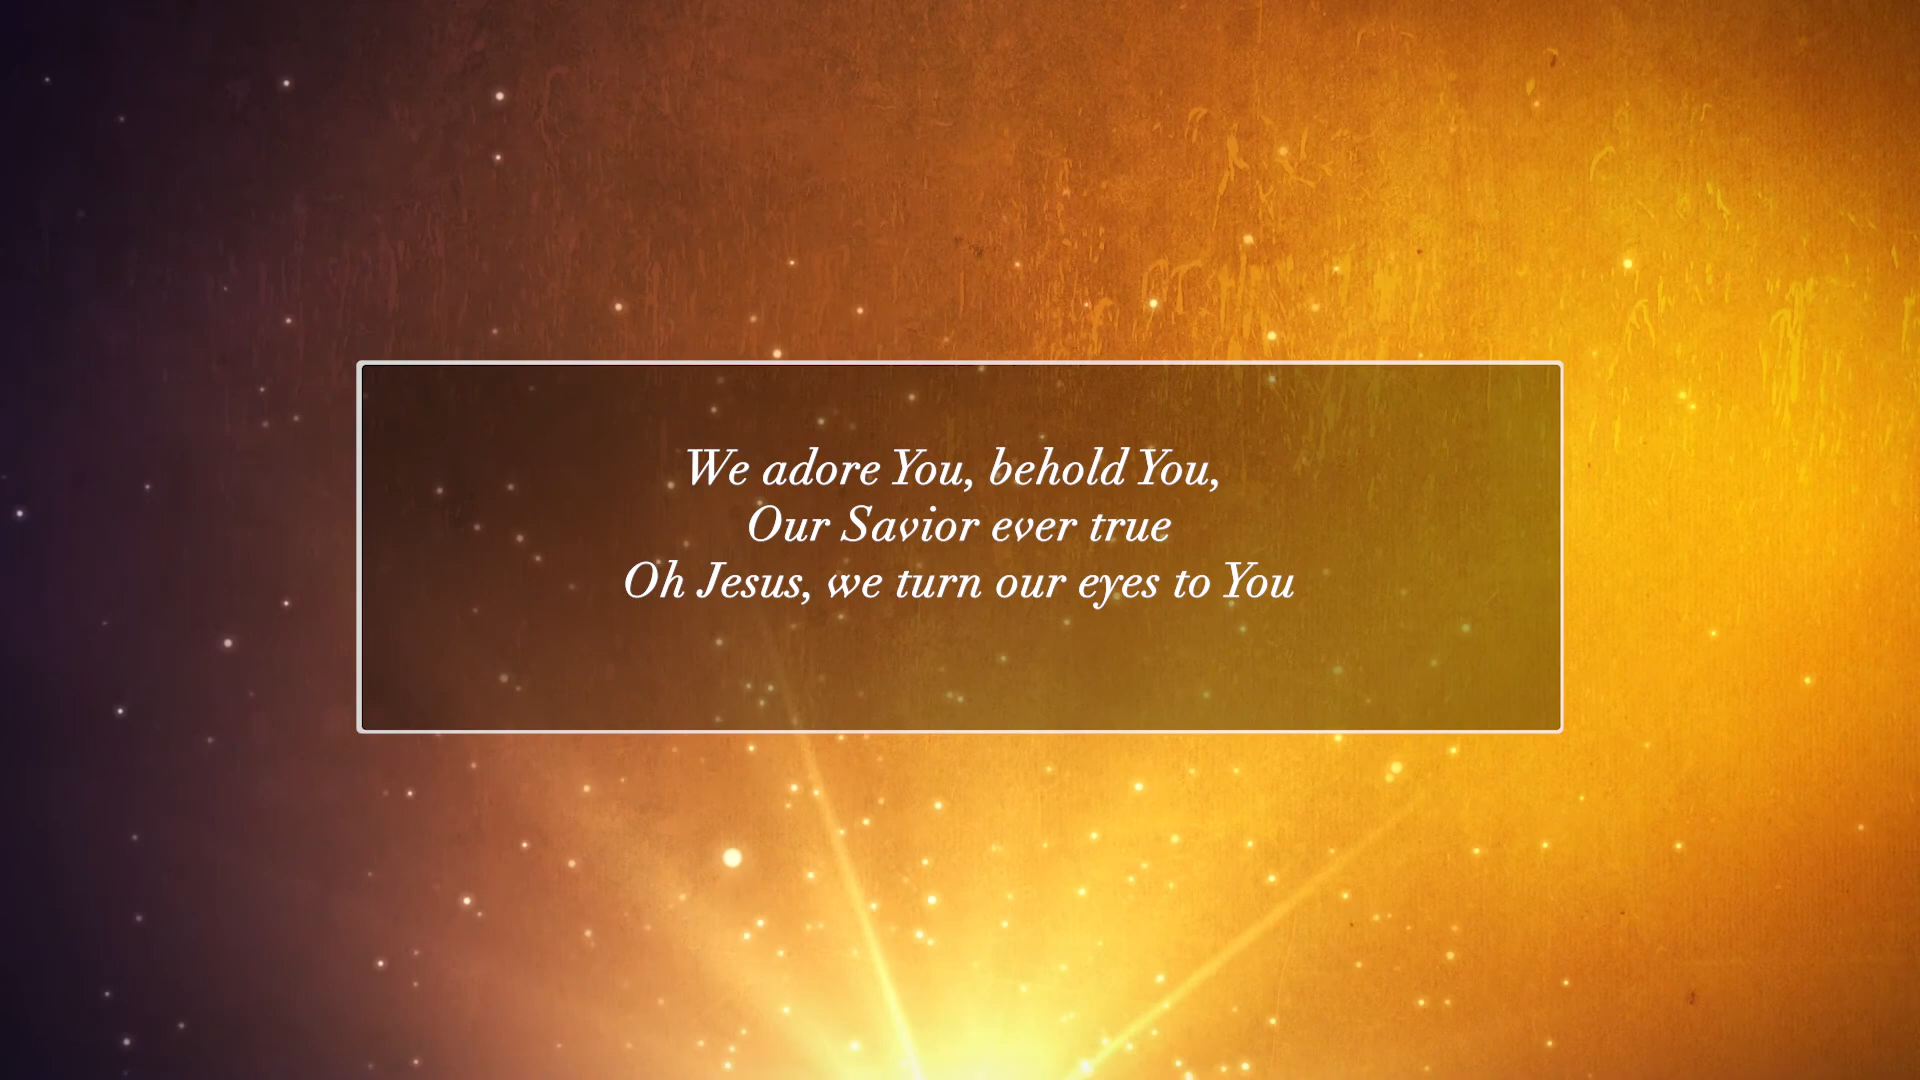 We adore You, behold You,
Our Savior ever true
Oh Jesus, we turn our eyes to You